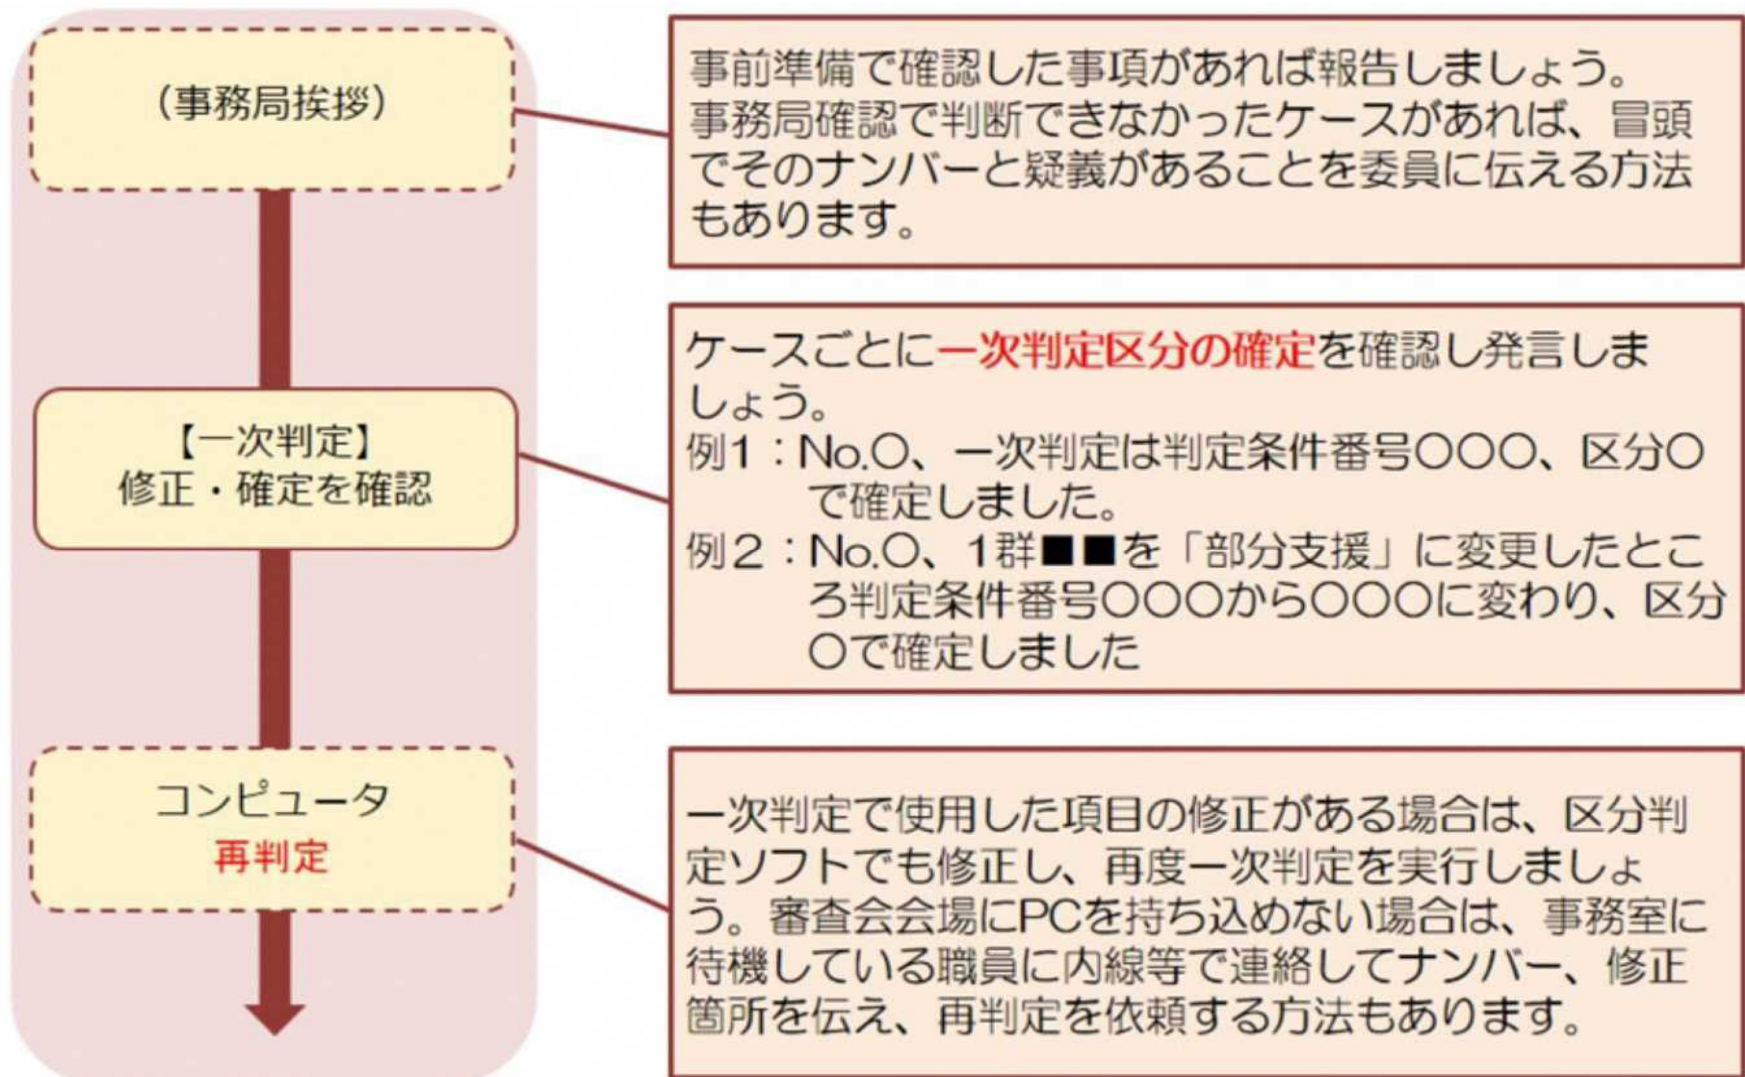 （事務局挨拶）
事前準備で確認した事項があれば報告しましょう。
事務局確認で判断できなかったケースがあれば、冒頭
でそのナンバーと疑義があることを委員に伝える方法
もあります。
【一次判定】
修正・確定を確認
ケースごとに一次判定区分の確定を確認し発言しま
しょう。
例1：No.〇、一次判定は判定条件番号〇〇〇、区分〇
で確定しました。
例2：No.〇、1群■■を「部分支援」に変更したとこ
ろ判定条件番号〇〇〇から〇〇〇に変わり、区分
〇で確定しました
コンピュータ
再判定
一次判定で使用した項目の修正がある場合は、区分判
定ソフトでも修正し、再度一次判定を実行しましょ
う。審査会会場にPCを持ち込めない場合は、事務室に
待機している職員に内線等で連絡してナンバー、修正
箇所を伝え、再判定を依頼する方法もあります。